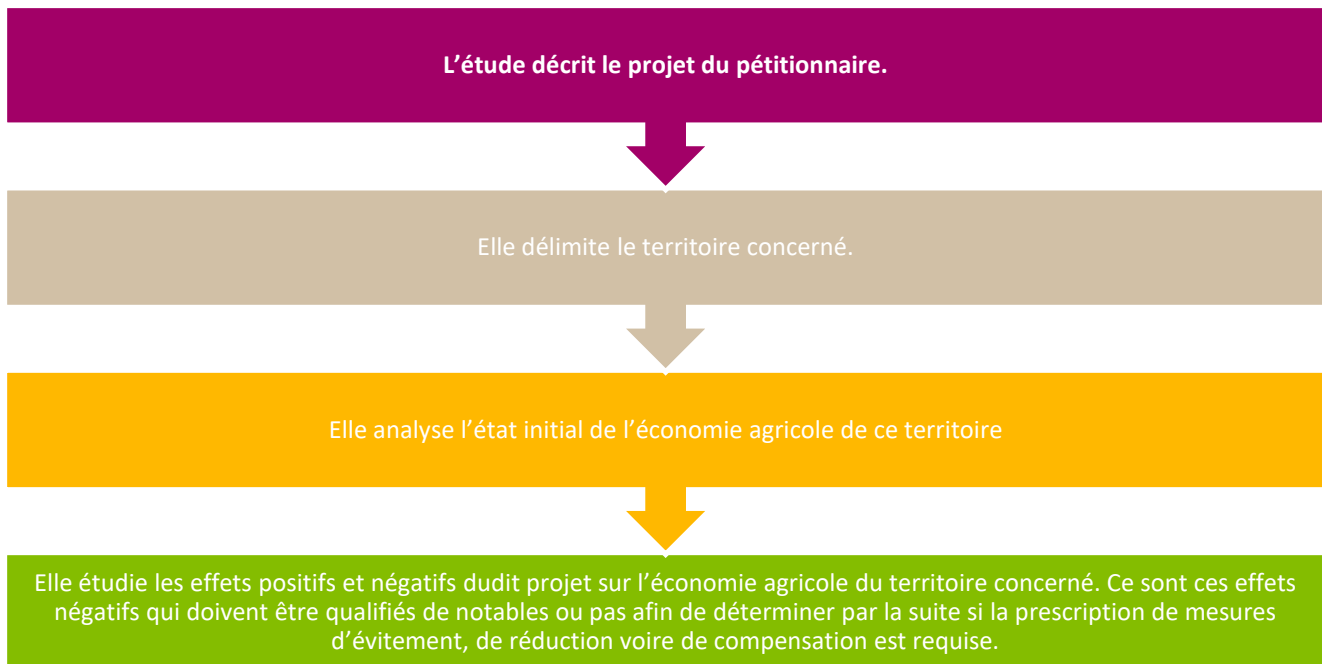 L’étude décrit le projet du pétitionnaire.
Elle délimite le territoire concerné.
Elle analyse l’état initial de l’économie agricole de ce territoire
Elle étudie les effets positifs et négatifs dudit projet sur l’économie agricole du territoire concerné. Ce sont ces effets
négatifs qui doivent être qualifiés de notables ou pas afin de déterminer par la suite si la prescription de mesures
d’évitement, de réduction voire de compensation est requise.